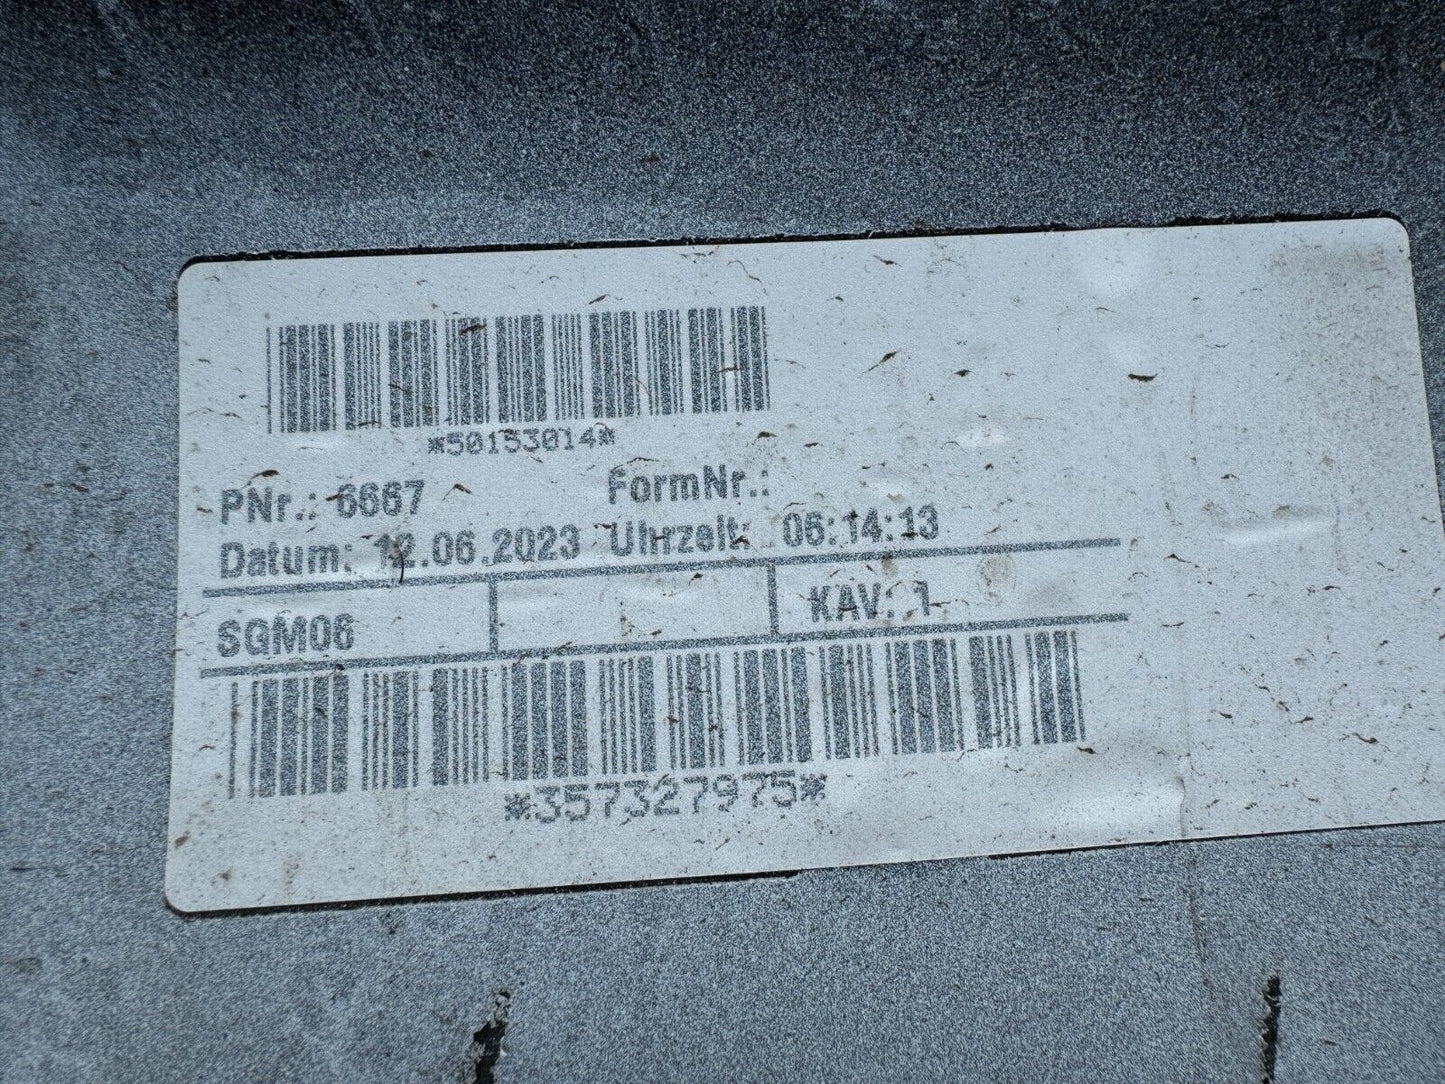 *50153014*
PNr.: 6667 FormNr.:
Datum: 12.06.2023 Uhrzeit: 06:14:13
SGM06 KAV: 1
*357327975*